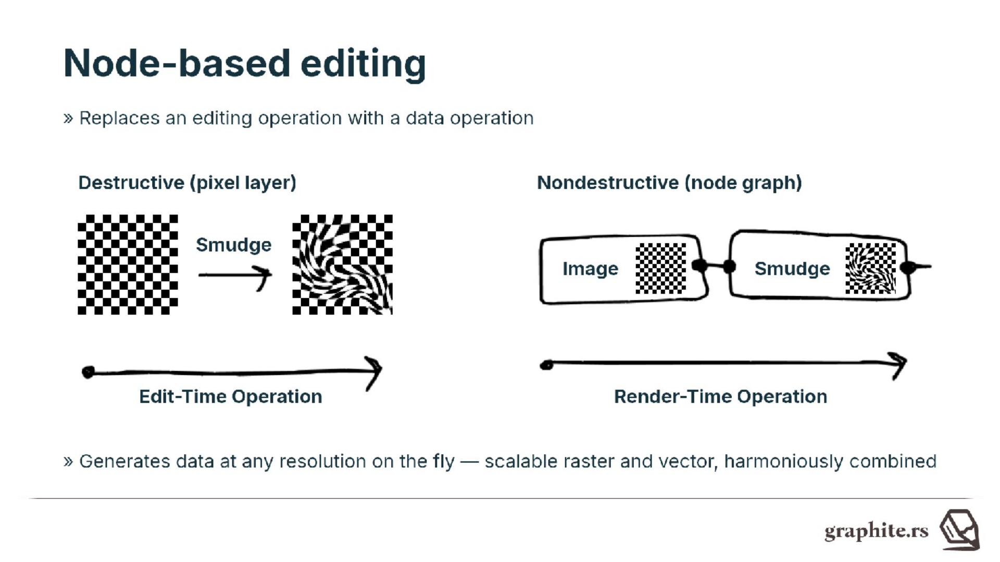 Node-based editing
» Replaces an editing operation with a data operation
Destructive (pixel layer)
Smudge
Edit-Time Operation
Nondestructive (node graph)
Image
Smudge
Render-Time Operation
» Generates data at any resolution on the fly — scalable raster and vector, harmoniously combined
graphite.rs